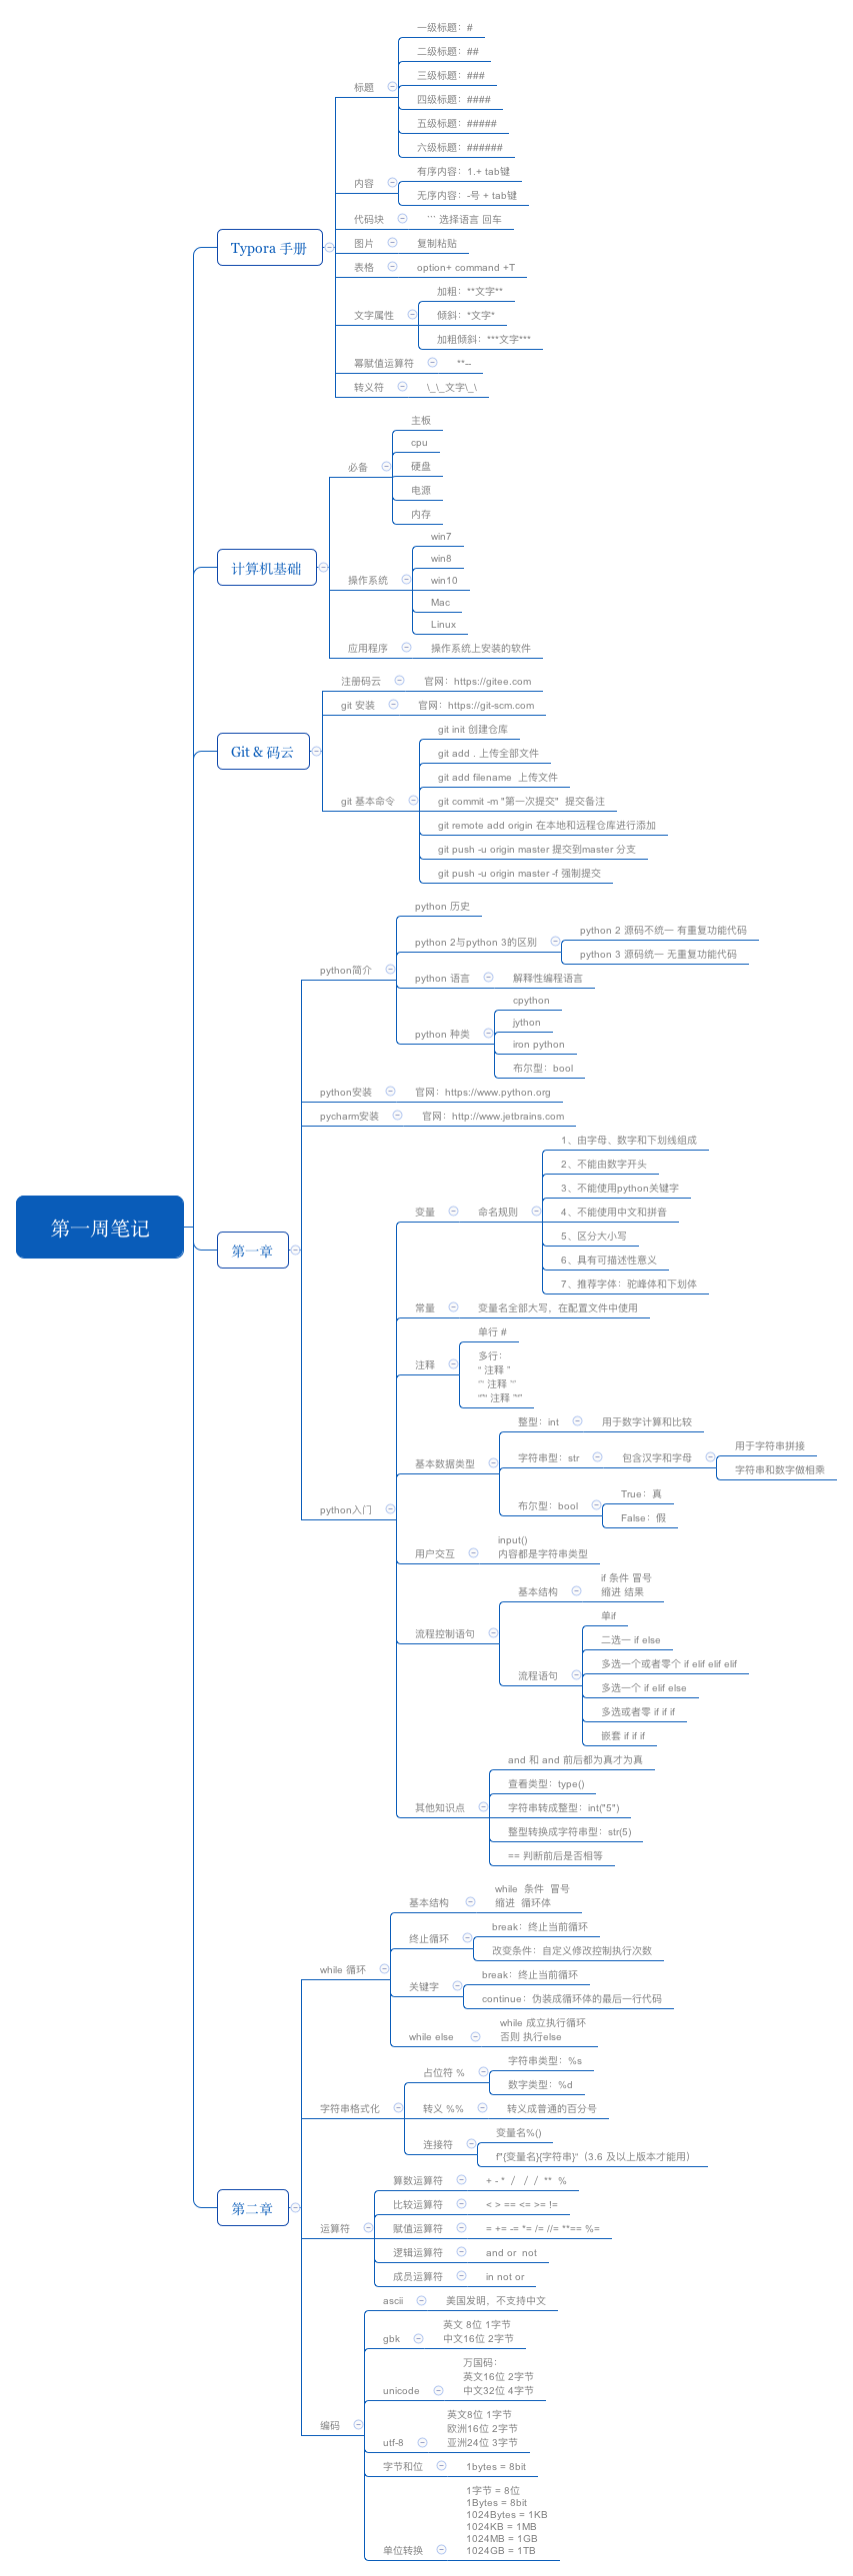 第一周笔记
Typora 手册
标题
一级标题：#
二级标题：##
三级标题：###
四级标题：####
五级标题：#####
六级标题：######
内容
有序内容：1.+ tab键
无序内容：-号 + tab键
代码块
``` 选择语言 回车
图片
复制粘贴
表格
option+ command +T
文字属性
加粗：**文字**
倾斜：*文字*
加粗倾斜：***文字***
幂赋值运算符
**--
转义符
\_\_文字\_\
计算机基础
必备
主板
cpu
硬盘
电源
内存
操作系统
win7
win8
win10
Mac
Linux
应用程序
操作系统上安装的软件
Git & 码云
注册码云
官网：https://gitee.com
git 安装
官网：https://git-scm.com
git 基本命令
git init 创建仓库
git add . 上传全部文件
git add filename 上传文件
git commit -m "第一次提交" 提交备注
git remote add origin 在本地和远程仓库进行添加
git push -u origin master 提交到master 分支
git push -u origin master -f 强制提交
第一章
python简介
python 历史
python 2与python 3的区别
python 2 源码不统一 有重复功能代码
python 3 源码统一 无重复功能代码
python 语言
解释性编程语言
python 种类
cpython
jython
iron python
布尔型：bool
python安装
官网：https://www.python.org
pycharm安装
官网：http://www.jetbrains.com
python入门
变量
命名规则
1、由字母、数字和下划线组成
2、不能由数字开头
3、不能使用python关键字
4、不能使用中文和拼音
5、区分大小写
6、具有可描述性意义
7、推荐字体：驼峰体和下划体
常量
变量名全部大写，在配置文件中使用
注释
单行 #
多行：
" 注释 "
'" 注释 '"
""" 注释 """
基本数据类型
整型：int
用于数字计算和比较
字符串型：str
包含汉字和字母
用于字符串拼接
字符串和数字做相乘
布尔型：bool
True：真
False：假
用户交互
input()
内容都是字符串类型
流程控制语句
基本结构
if 条件 冒号
缩进 结果
流程语句
单if
二选一 if else
多选一个或者零个 if elif elif elif
多选一个 if elif else
多选或者零 if if if
嵌套 if if if
其他知识点
and 和 and 前后都为真才为真
查看类型：type()
字符串转成整型：int("5")
整型转换成字符串型：str(5)
== 判断前后是否相等
第二章
while 循环
基本结构
while 条件 冒号
缩进 循环体
终止循环
break：终止当前循环
改变条件：自定义修改控制执行次数
关键字
break：终止当前循环
continue：伪装成循环体的最后一行代码
while else
while 成立执行循环
否则 执行else
字符串格式化
占位符 %
字符串类型：%s
数字类型：%d
转义 %%
转义成普通的百分号
连接符
变量名%()
f"{变量名}{字符串}"（3.6 及以上版本才能用）
运算符
算数运算符
+ - * / / / ** %
比较运算符
< > == <= >= !=
赋值运算符
= += -= *= /= //= **== %=
逻辑运算符
and or not
成员运算符
in not or
编码
ascii
美国发明，不支持中文
gbk
英文 8位 1字节
中文16位 2字节
unicode
万国码：
英文16位 2字节
中文32位 4字节
utf-8
英文8位 1字节
欧洲16位 2字节
亚洲24位 3字节
字节和位
1bytes = 8bit
单位转换
1字节 = 8位
1Bytes = 8bit
1024Bytes = 1KB
1024KB = 1MB
1024MB = 1GB
1024GB = 1TB